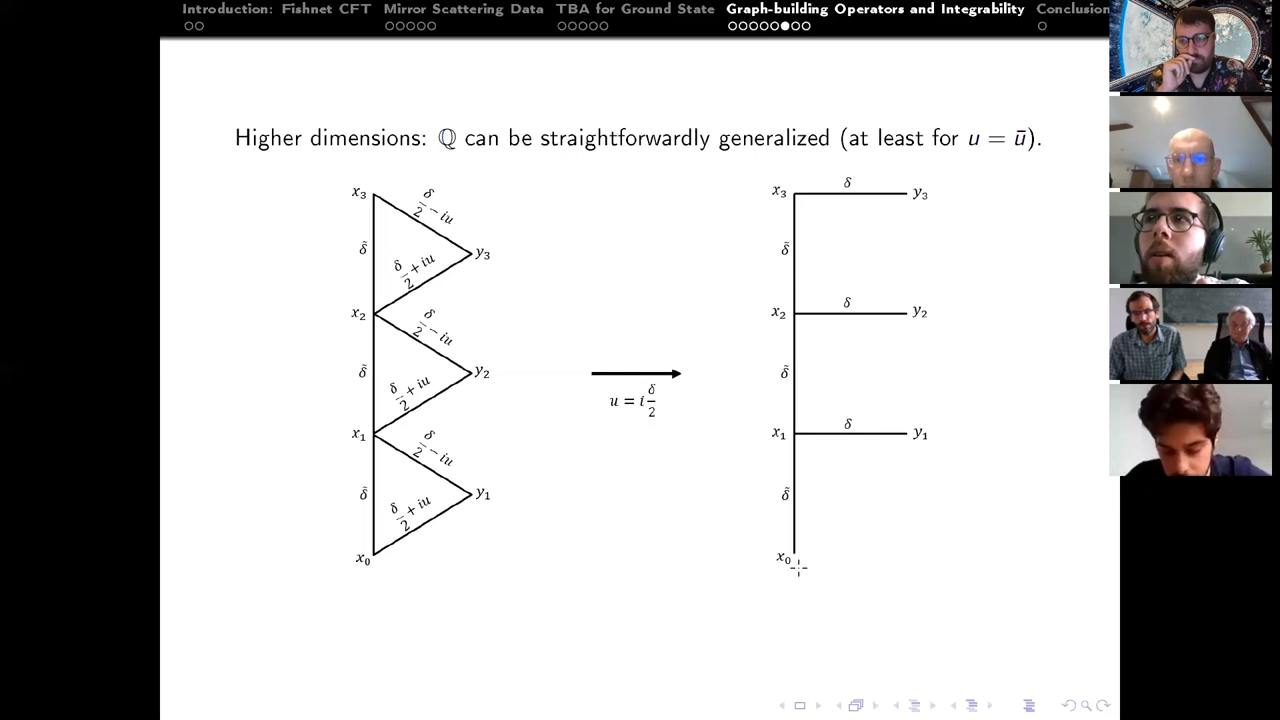 Introduction: Fishnet CFT Mirror Scattering Data TBA for Ground State Graph-building Operators and Integrability Conclusion
Higher dimensions: ℚ can be straightforwardly generalized (at least for u = ū).
x₃ δ/2 − iu
δ̃ δ/2 + iu y₃
x₂ δ/2 − iu
δ̃ δ/2 + iu y₂
x₁ δ/2 − iu
δ̃ δ/2 + iu y₁
x₀
u = i δ/2
x₃ δ y₃
δ̃
x₂ δ y₂
δ̃
x₁ δ y₁
δ̃
x₀